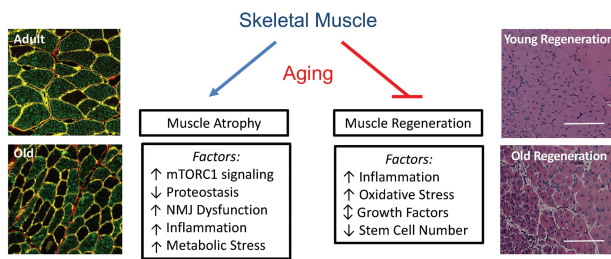 Skeletal Muscle
Adult
Young Regeneration
Aging
Muscle Atrophy
Muscle Regeneration
Old
Factors:
↑ mTORC1 signaling
↓ Proteostasis
↑ NMJ Dysfunction
↑ Inflammation
↑ Metabolic Stress
Factors:
↑ Inflammation
↑ Oxidative Stress
↕ Growth Factors
↓ Stem Cell Number
Old Regeneration